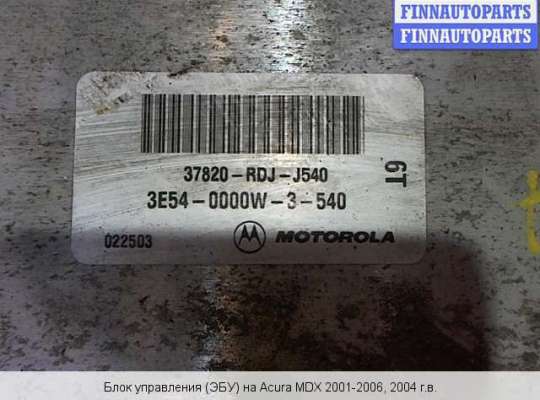 FINNAUTOPARTS
FINNAUTOPARTS
37820-RDJ-J540
6T
3E54-0000W-3-540
022503 MOTOROLA
Блок управления (ЭБУ) на Acura MDX 2001-2006, 2004 г.в.